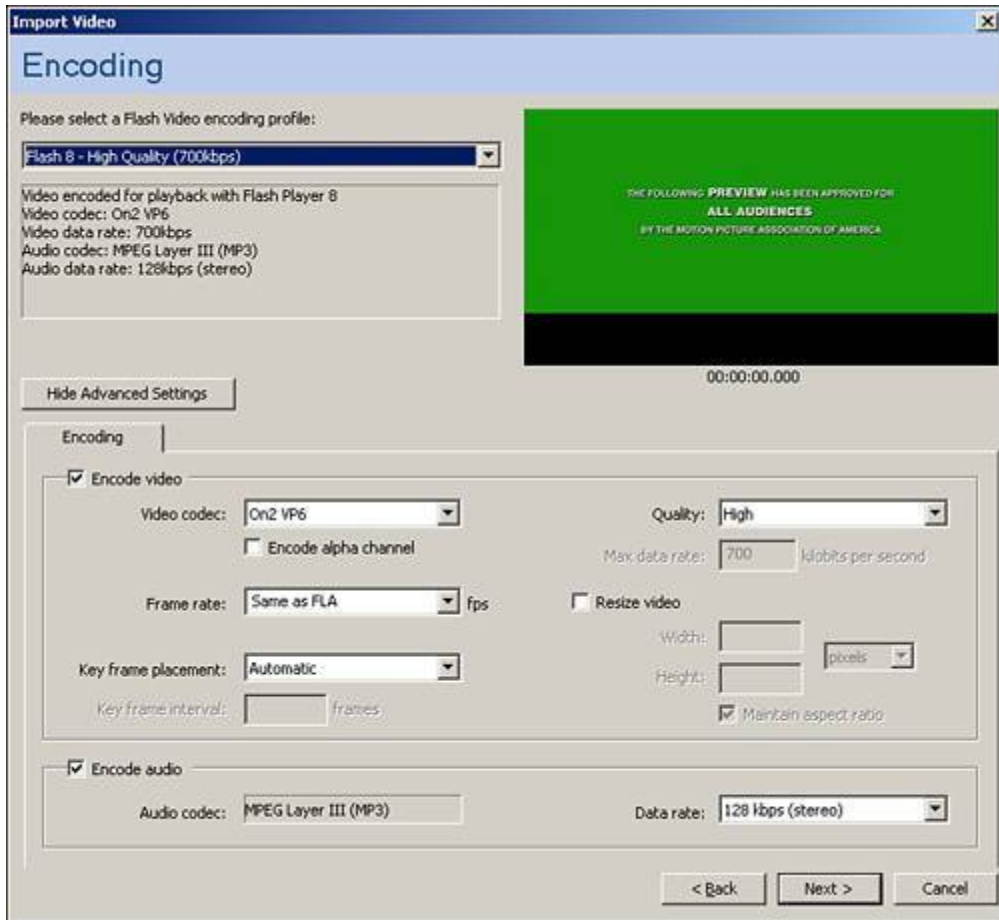 Import Video
Encoding
Please select a Flash Video encoding profile:
Flash 8 - High Quality (700kbps)
Video encoded for playback with Flash Player 8
Video codec: On2 VP6
Video data rate: 700kbps
Audio codec: MPEG Layer III (MP3)
Audio data rate: 128kbps (stereo)
THE FOLLOWING PREVIEW HAS BEEN APPROVED FOR
ALL AUDIENCES
BY THE MOTION PICTURE ASSOCIATION OF AMERICA
00:00:00.000
Hide Advanced Settings
Encoding
Encode video
Video codec: On2 VP6
Quality: High
Encode alpha channel
Max data rate: 700 kilobits per second
Frame rate: Same as FLA fps
Resize video
Width:
pixels
Height:
Key frame placement: Automatic
Key frame interval: frames
Maintain aspect ratio
Encode audio
Audio codec: MPEG Layer III (MP3)
Data rate: 128 kbps (stereo)
< Back
Next >
Cancel